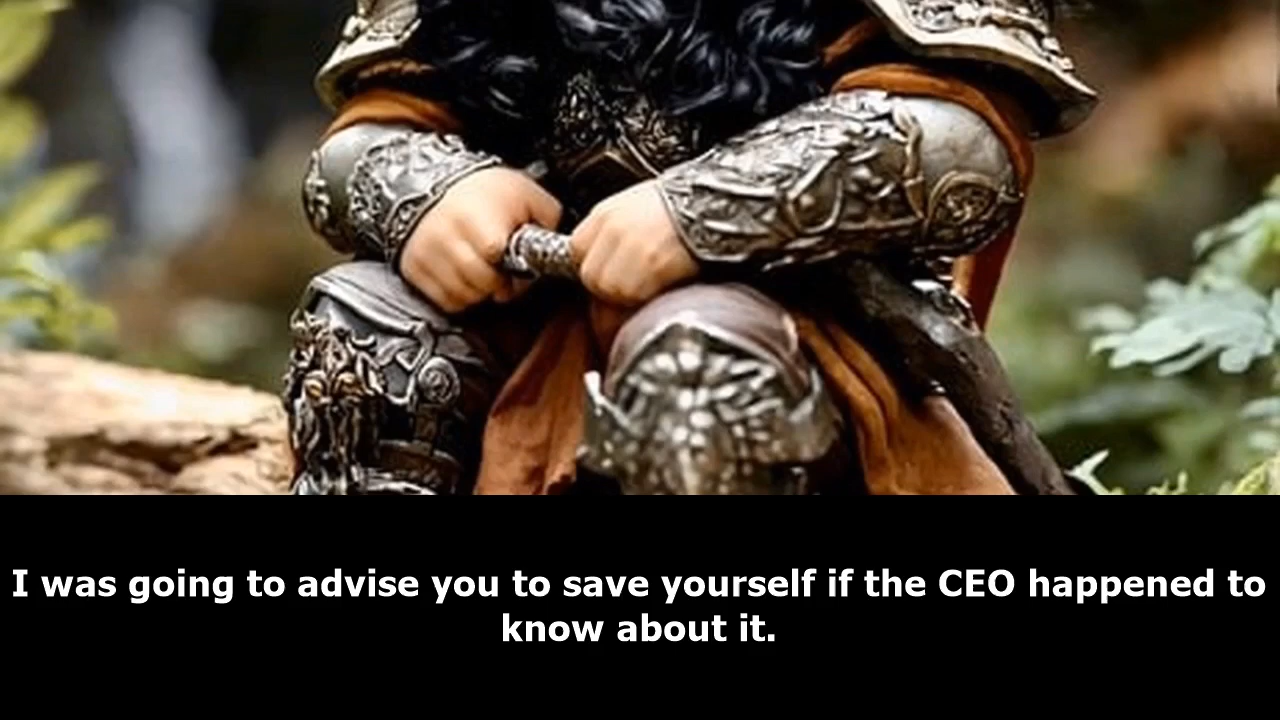 I was going to advise you to save yourself if the CEO happened to
know about it.